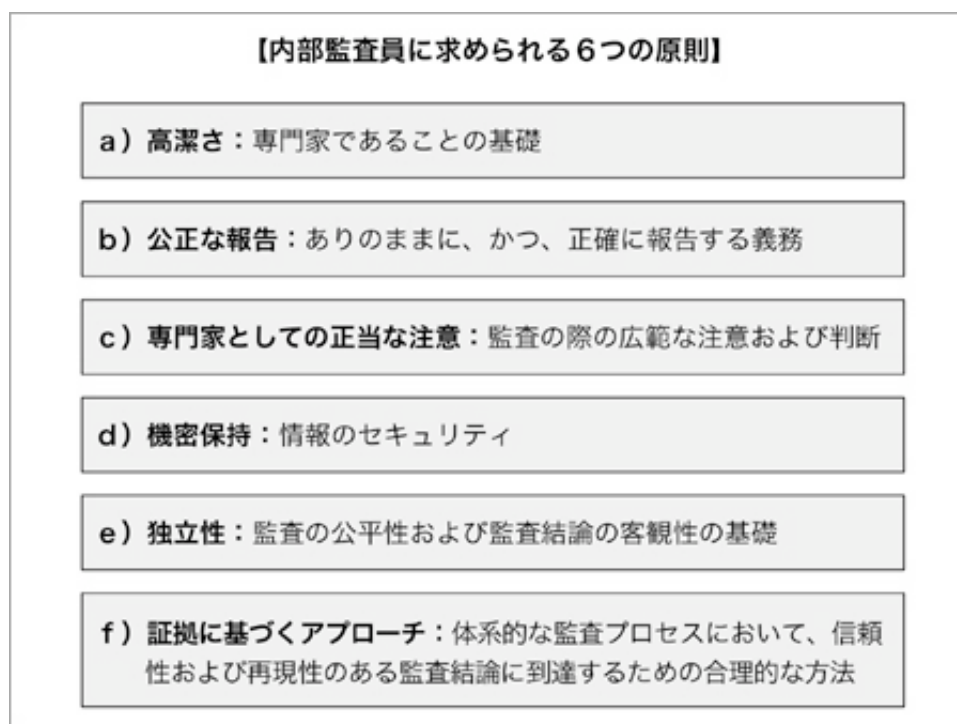 【内部監査員に求められる6つの原則】
a）高潔さ：専門家であることの基礎
b）公正な報告：ありのままに、かつ、正確に報告する義務
c）専門家としての正当な注意：監査の際の広範な注意および判断
d）機密保持：情報のセキュリティ
e）独立性：監査の公平性および監査結論の客観性の基礎
f）証拠に基づくアプローチ：体系的な監査プロセスにおいて、信頼
性および再現性のある監査結論に到達するための合理的な方法